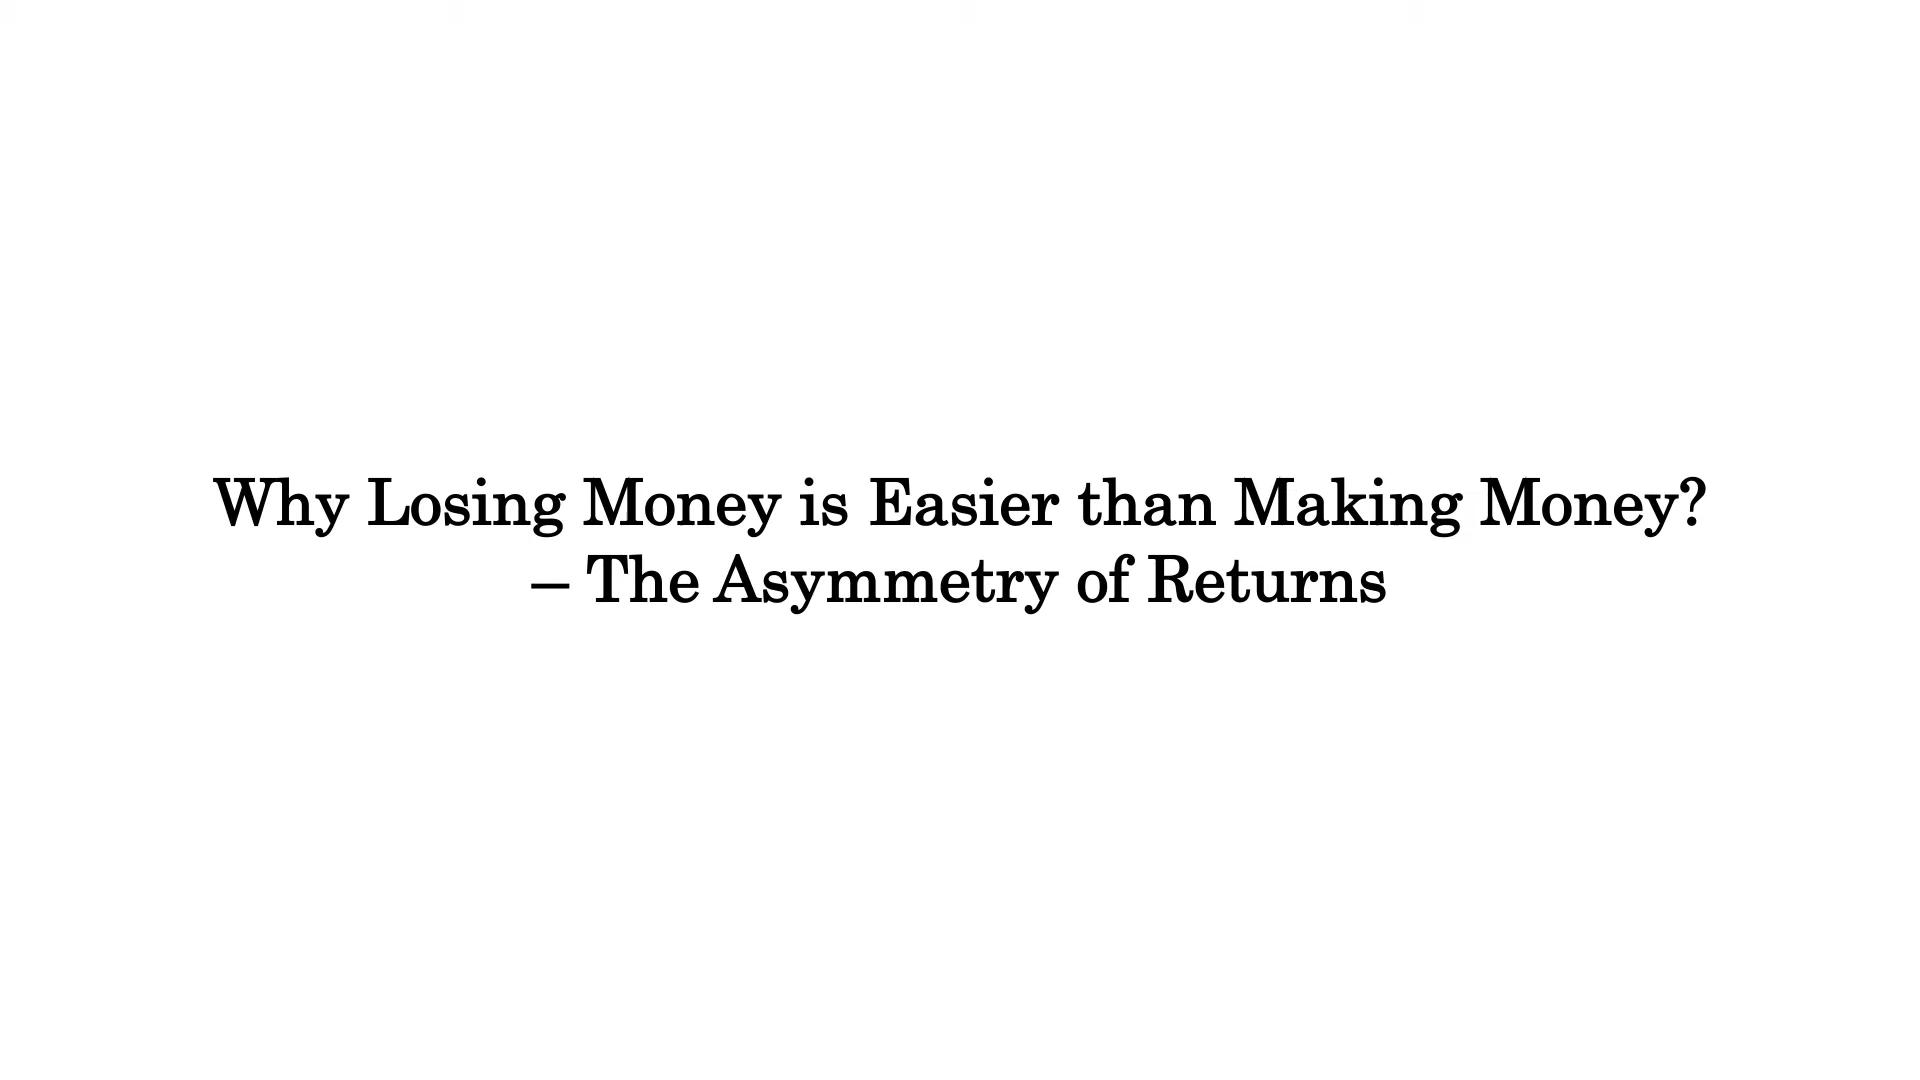 Why Losing Money is Easier than Making Money?
– The Asymmetry of Returns